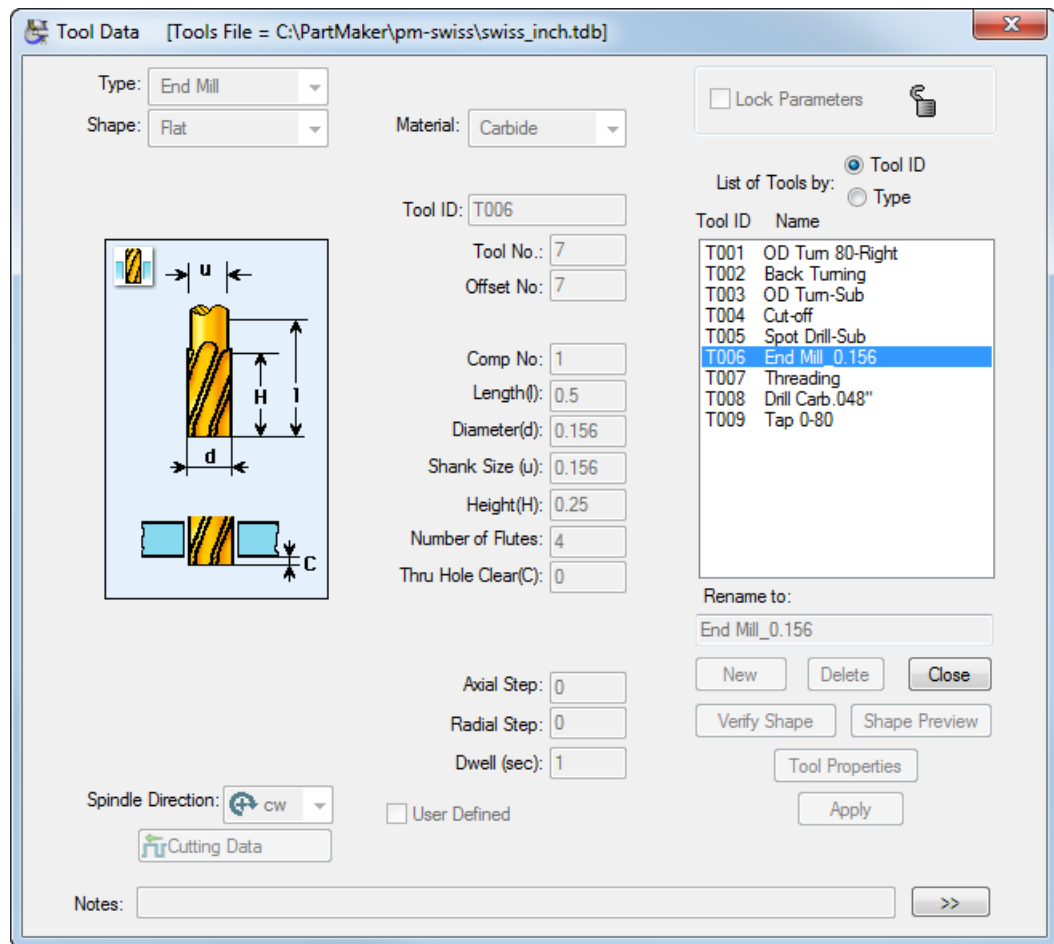 Tool Data [Tools File = C:\PartMaker\pm-swiss\swiss_inch.tdb]
Type: End Mill
Shape: Flat
Material: Carbide
Lock Parameters
List of Tools by: Tool ID
Type
Tool ID: T006
Tool No.: 7
Offset No: 7
Comp No: 1
Length(l): 0.5
Diameter(d): 0.156
Shank Size (u): 0.156
Height(H): 0.25
Number of Flutes: 4
Thru Hole Clear(C): 0
u
H
l
d
C
Tool ID Name
T001 OD Turn 80-Right
T002 Back Turning
T003 OD Turn-Sub
T004 Cut-off
T005 Spot Drill-Sub
T006 End Mill_0.156
T007 Threading
T008 Drill Carb.048"
T009 Tap 0-80
Rename to:
End Mill_0.156
New Delete Close
Verify Shape Shape Preview
Tool Properties
Apply
Axial Step: 0
Radial Step: 0
Dwell (sec): 1
Spindle Direction: CW
User Defined
Cutting Data
Notes: >>